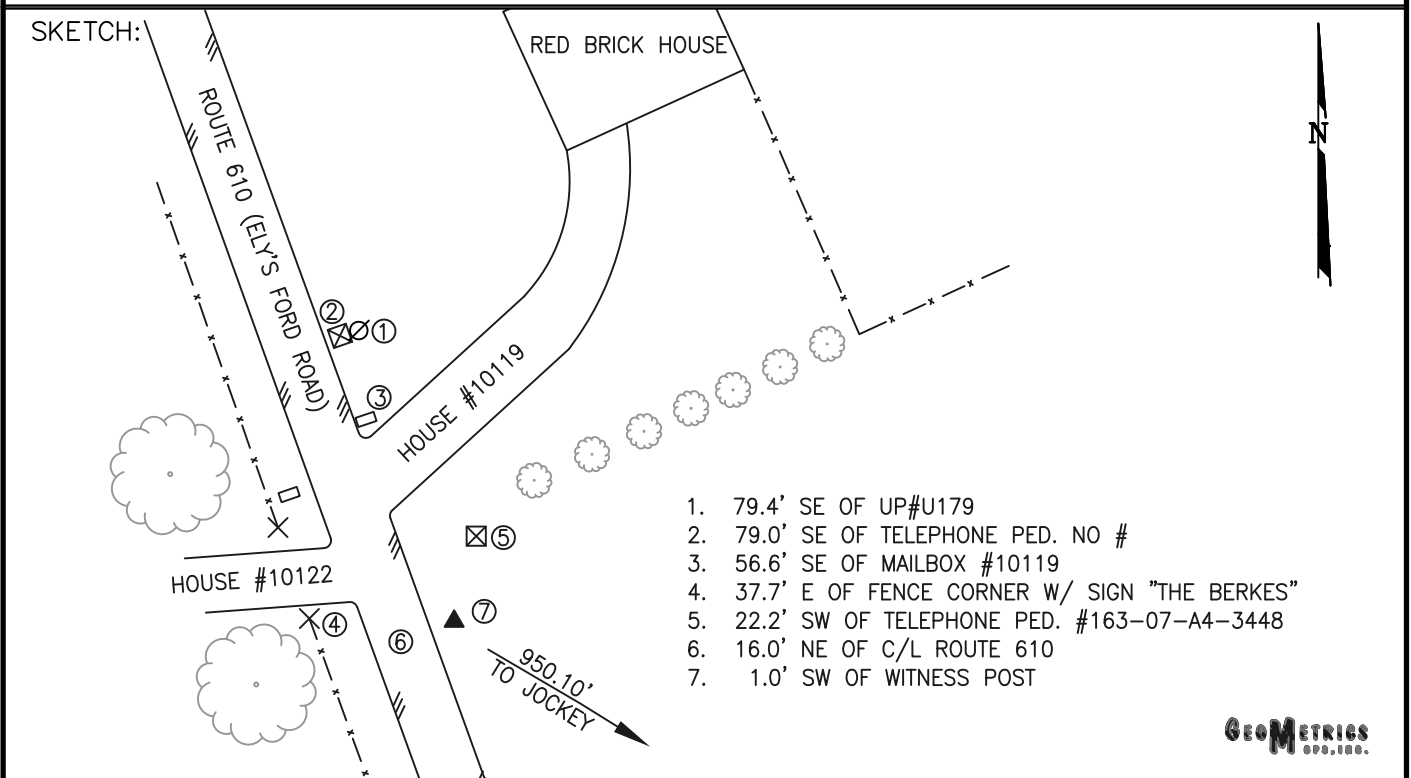 SKETCH:
RED BRICK HOUSE
N
ROUTE 610 (ELY'S FORD ROAD)
2
1
3
HOUSE #10119
5
HOUSE #10122
4
6
7
950.10'
TO JOCKEY
1. 79.4' SE OF UP#U179
2. 79.0' SE OF TELEPHONE PED. NO #
3. 56.6' SE OF MAILBOX #10119
4. 37.7' E OF FENCE CORNER W/ SIGN "THE BERKES"
5. 22.2' SW OF TELEPHONE PED. #163-07-A4-3448
6. 16.0' NE OF C/L ROUTE 610
7. 1.0' SW OF WITNESS POST
GEOMETRICS
GPS,INC.